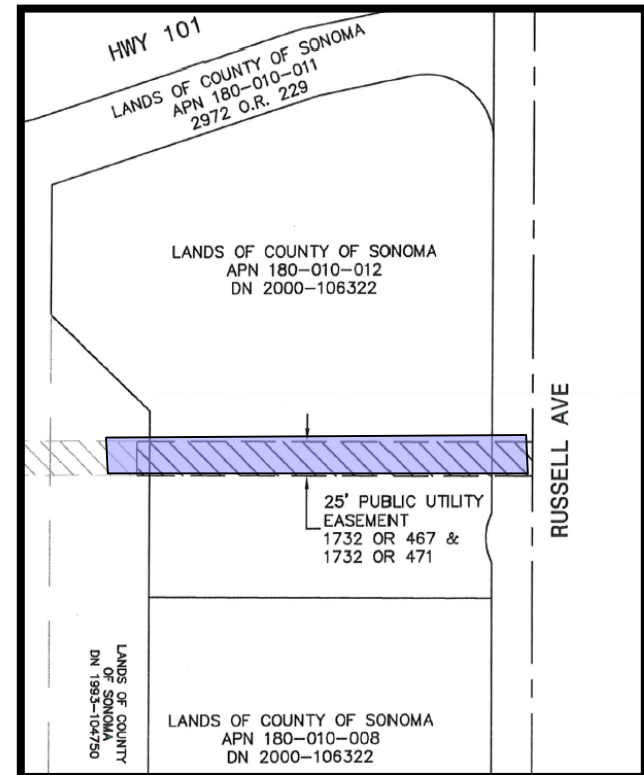 HWY 101
LANDS OF COUNTY OF SONOMA
APN 180-010-011
2972 O.R. 229
LANDS OF COUNTY OF SONOMA
APN 180-010-012
DN 2000-106322
RUSSELL AVE
25' PUBLIC UTILITY
EASEMENT
1732 OR 467 &
1732 OR 471
LANDS OF COUNTY
OF SONOMA
DN 1993-104750
LANDS OF COUNTY OF SONOMA
APN 180-010-008
DN 2000-106322